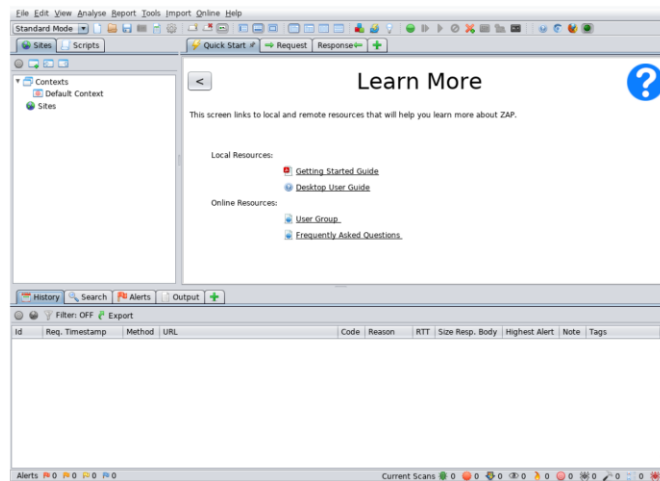 File Edit View Analyse Report Tools Import Online Help
Standard Mode
Sites Scripts
Quick Start Request Response
Contexts
Default Context
Sites
<
Learn More
This screen links to local and remote resources that will help you learn more about ZAP.
Local Resources:
Getting Started Guide
Desktop User Guide
Online Resources:
User Group
Frequently Asked Questions
History Search Alerts Output
Filter: OFF Export
Id Req. Timestamp Method URL Code Reason RTT Size Resp. Body Highest Alert Note Tags
Alerts 0 0 0 0 Current Scans 0 0 0 0 0 0 0 0 0